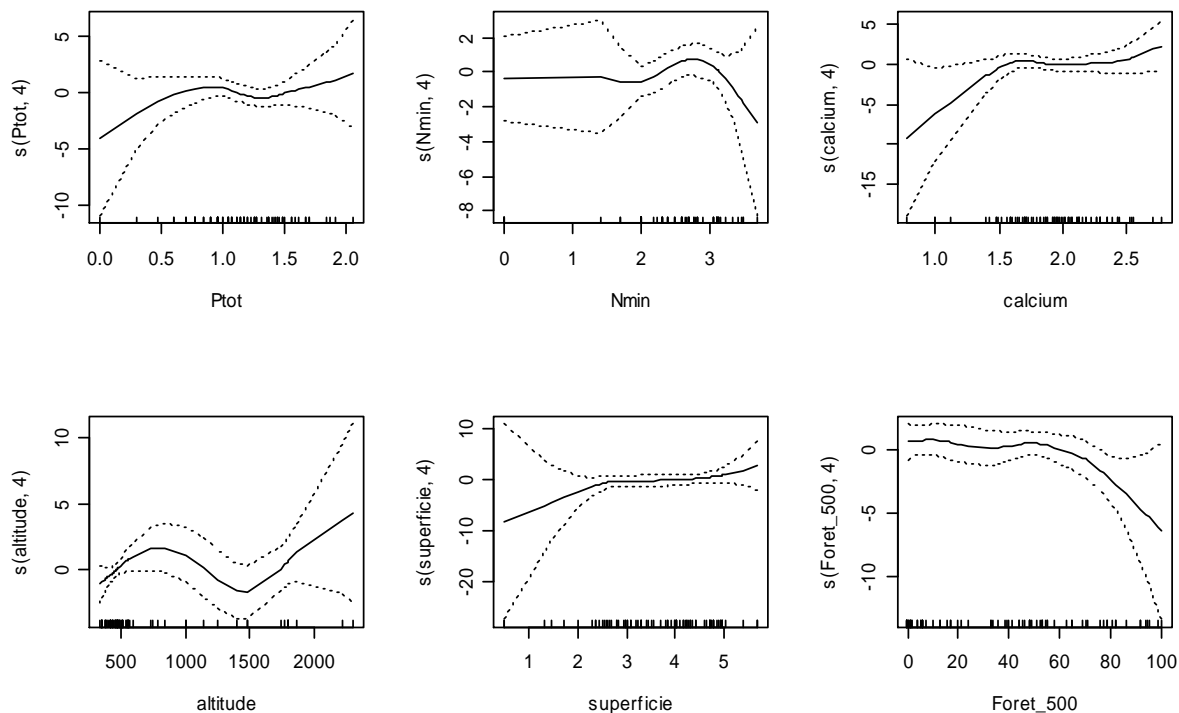 s(Ptot, 4)
5
0
-5
-10
0.0 0.5 1.0 1.5 2.0
Ptot
s(Nmin, 4)
2
0
-2
-4
-6
-8
0 1 2 3
Nmin
s(calcium, 4)
5
0
-5
-15
1.0 1.5 2.0 2.5
calcium
s(altitude, 4)
10
5
0
500 1000 1500 2000
altitude
s(superficie, 4)
10
0
-10
-20
1 2 3 4 5
superficie
s(Foret_500, 4)
0
-5
-10
0 20 40 60 80 100
Foret_500